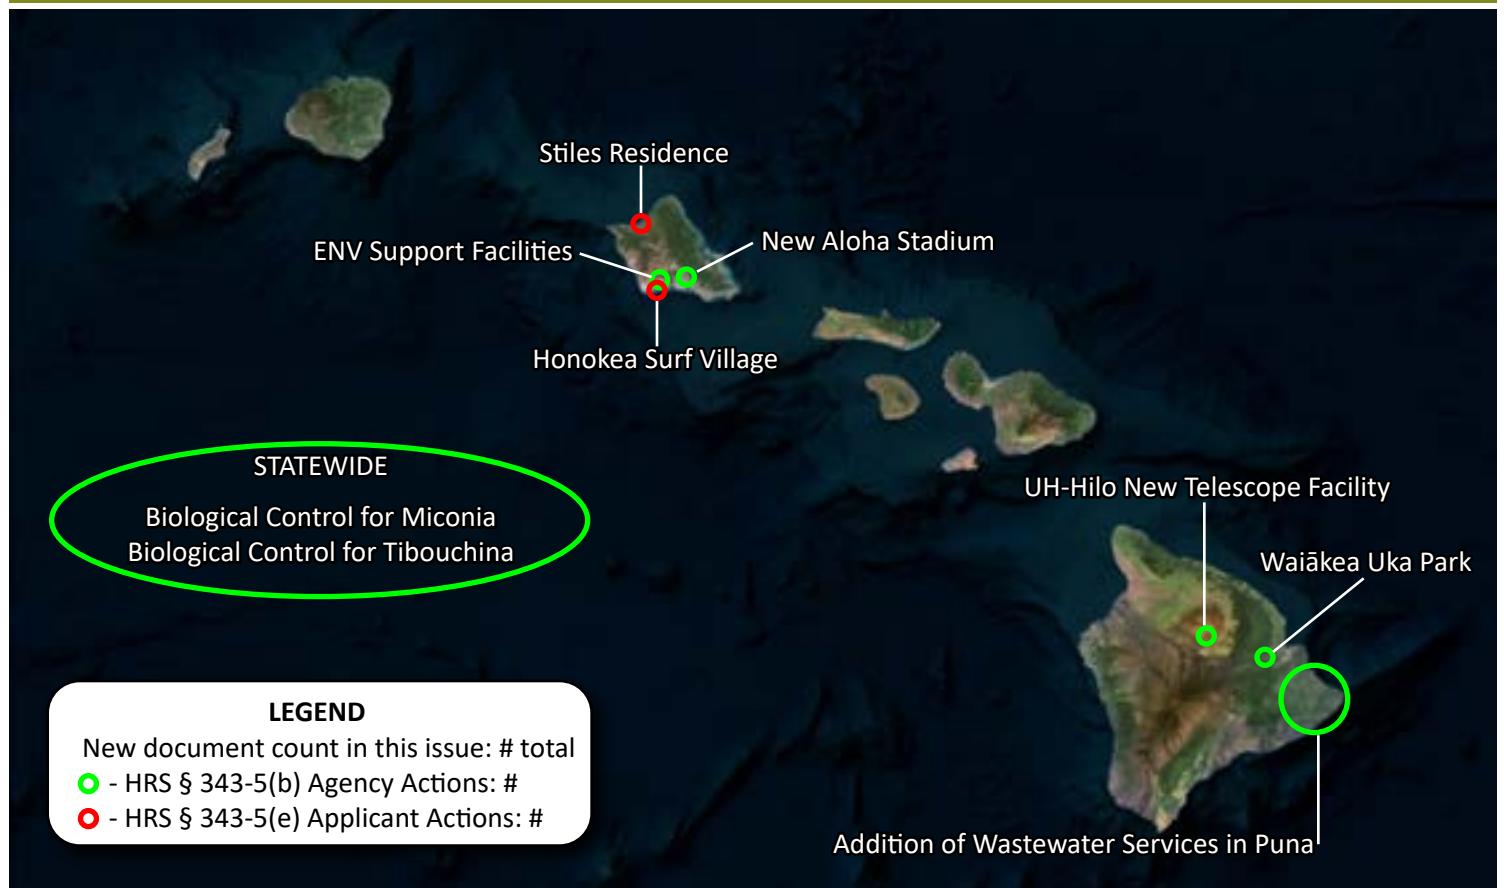 Stiles Residence
ENV Support Facilities
New Aloha Stadium
Honokea Surf Village
STATEWIDE
Biological Control for Miconia
Biological Control for Tibouchina
UH-Hilo New Telescope Facility
Waiākea Uka Park
LEGEND
New document count in this issue: # total
- HRS § 343-5(b) Agency Actions: #
- HRS § 343-5(e) Applicant Actions: #
Addition of Wastewater Services in Puna